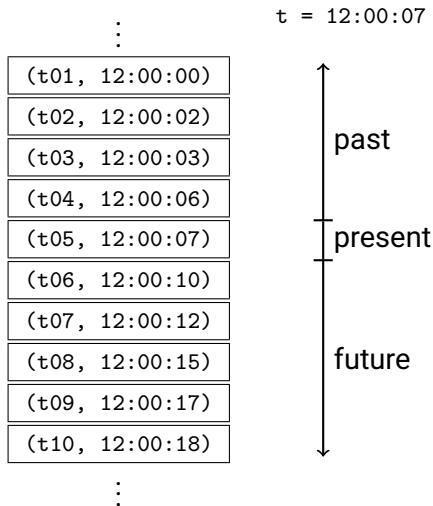 t = 12:00:07
(t01, 12:00:00)
(t02, 12:00:02)
(t03, 12:00:03)
(t04, 12:00:06)
(t05, 12:00:07)
(t06, 12:00:10)
(t07, 12:00:12)
(t08, 12:00:15)
(t09, 12:00:17)
(t10, 12:00:18)
past
present
future